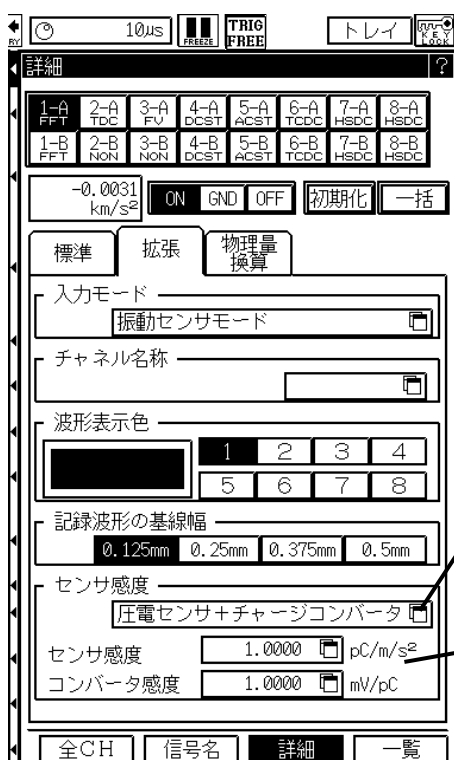 RY 10µs FREEZE TRIG FREE トレイ KEY LOCK
詳細 ?
1-A FFT 2-A TDC 3-A FV 4-A DCST 5-A ACST 6-A TCDC 7-A HSDC 8-A HSDC
1-B FFT 2-B NON 3-B NON 4-B DCST 5-B ACST 6-B TCDC 7-B HSDC 8-B HSDC
-0.0031 km/s² ON GND OFF 初期化 一括
標準 拡張 物理量換算
入力モード
振動センサモード
チャネル名称
波形表示色
1 2 3 4
5 6 7 8
記録波形の基線幅
0.125mm 0.25mm 0.375mm 0.5mm
センサ感度
圧電センサ+チャージコンバータ
センサ感度 1.0000 pC/m/s²
コンバータ感度 1.0000 mV/pC
全CH 信号名 詳細 一覧